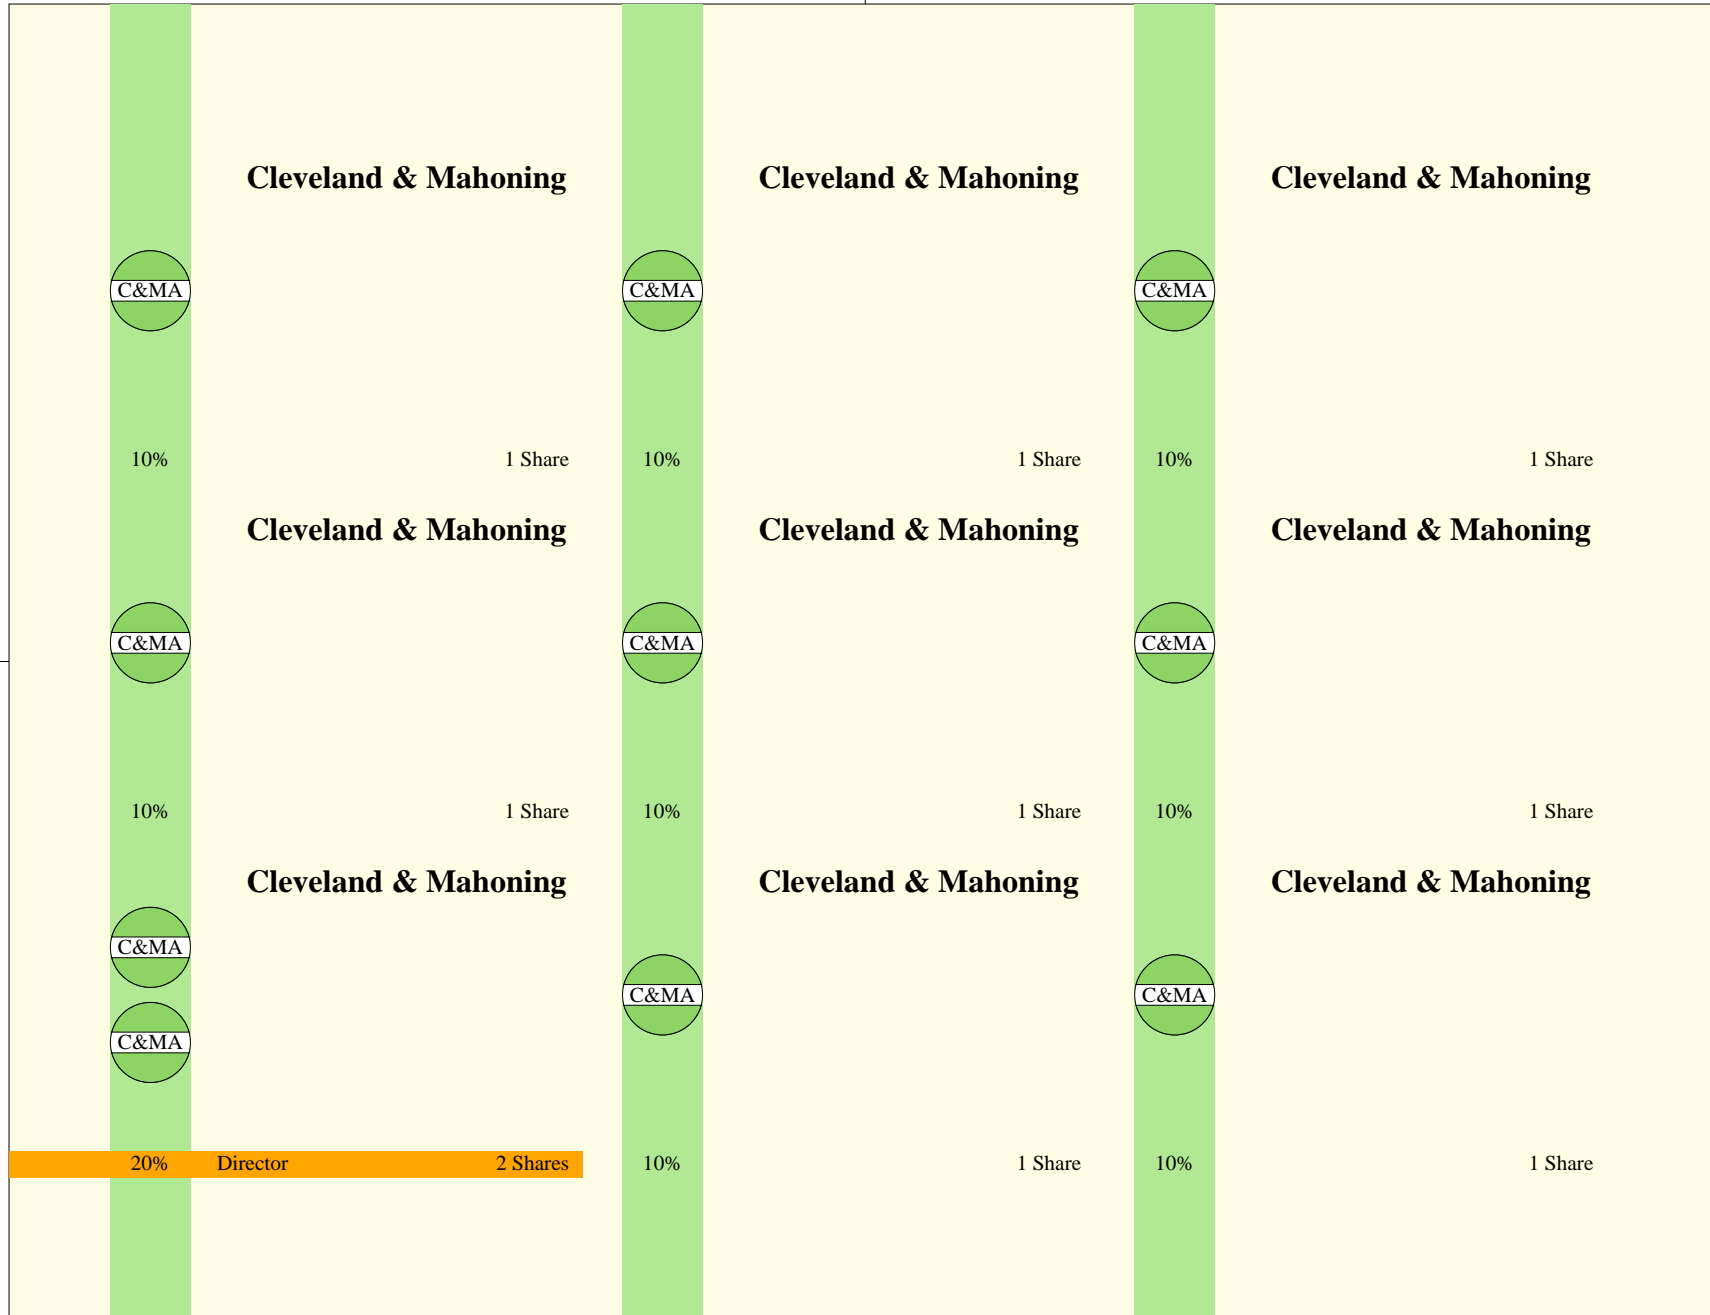 Cleveland & Mahoning Cleveland & Mahoning Cleveland & Mahoning
C&MA C&MA C&MA
10% 1 Share 10% 1 Share 10% 1 Share
Cleveland & Mahoning Cleveland & Mahoning Cleveland & Mahoning
C&MA C&MA C&MA
10% 1 Share 10% 1 Share 10% 1 Share
Cleveland & Mahoning Cleveland & Mahoning Cleveland & Mahoning
C&MA
C&MA C&MA
C&MA
20% Director 2 Shares 10% 1 Share 10% 1 Share